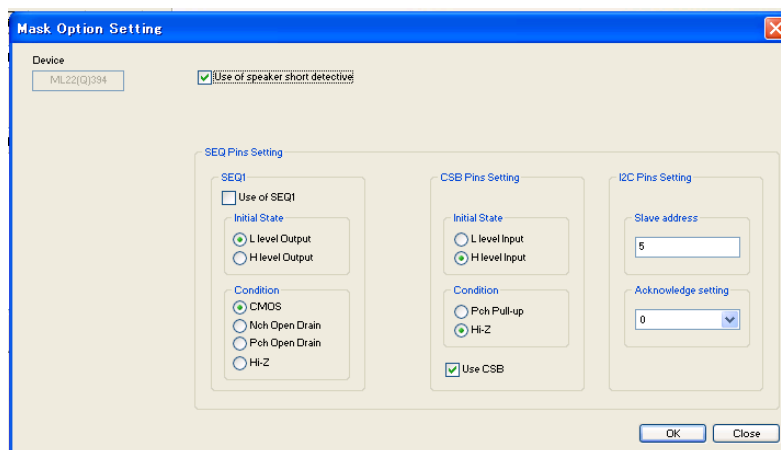 Mask Option Setting
Device
ML22(Q)394
Use of speaker short detective
SEQ Pins Setting
SEQ1
Use of SEQ1
Initial State
L level Output
H level Output
Condition
CMOS
Nch Open Drain
Pch Open Drain
Hi-Z
CSB Pins Setting
Initial State
L level Input
H level Input
Condition
Pch Pull-up
Hi-Z
Use CSB
I2C Pins Setting
Slave address
5
Acknowledge setting
0
OK
Close